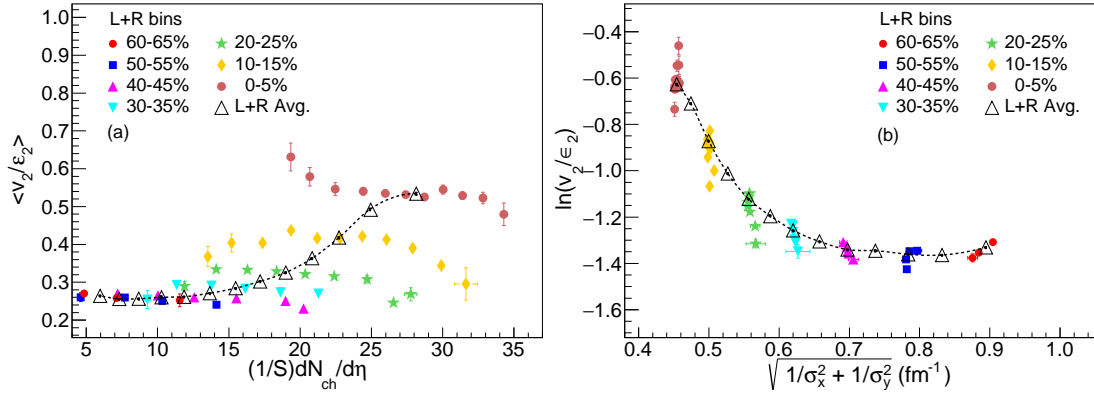 L+R bins
60-65%
50-55%
40-45%
30-35%
20-25%
10-15%
0-5%
L+R Avg.
(a)
<v₂/ε₂>
1.0
0.9
0.8
0.7
0.6
0.5
0.4
0.3
0.2
5 10 15 20 25 30 35
(1/S)dN_ch/dη
L+R bins
60-65%
50-55%
40-45%
30-35%
20-25%
10-15%
0-5%
L+R Avg.
(b)
ln(v₂/ε₂)
−0.4
−0.6
−0.8
−1.0
−1.2
−1.4
−1.6
0.4 0.5 0.6 0.7 0.8 0.9 1.0
√1/σ²ₓ + 1/σ²ᵧ (fm⁻¹)